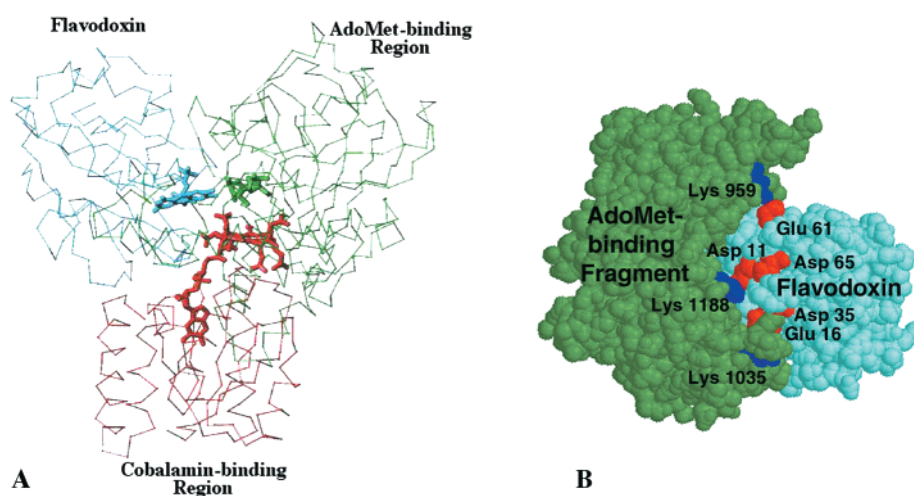 Flavodoxin
AdoMet-binding
Region
Cobalamin-binding
Region
A
Lys 959
AdoMet-
binding
Fragment
Glu 61
Asp 11
Asp 65
Flavodoxin
Lys 1188
Asp 35
Glu 16
Lys 1035
B